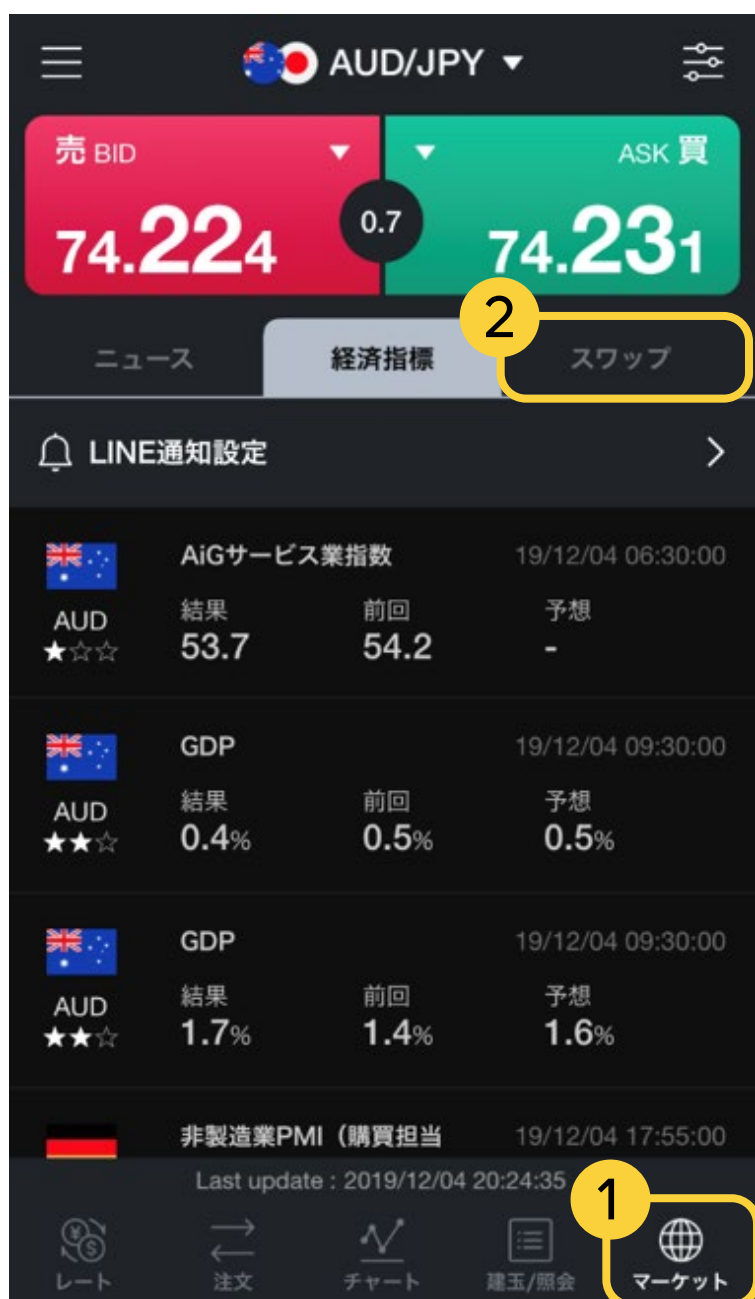 AUD/JPY ▼
売 BID ASK 買
74.224 0.7 74.231
2
ニュース 経済指標 スワップ
LINE通知設定
AiGサービス業指数 19/12/04 06:30:00
AUD 結果 前回 予想
★☆☆ 53.7 54.2 -
GDP 19/12/04 09:30:00
AUD 結果 前回 予想
★★☆ 0.4% 0.5% 0.5%
GDP 19/12/04 09:30:00
AUD 結果 前回 予想
★★☆ 1.7% 1.4% 1.6%
非製造業PMI（購買担当 19/12/04 17:55:00
Last update : 2019/12/04 20:24:35
1
レート 注文 チャート 建玉/照会 マーケット